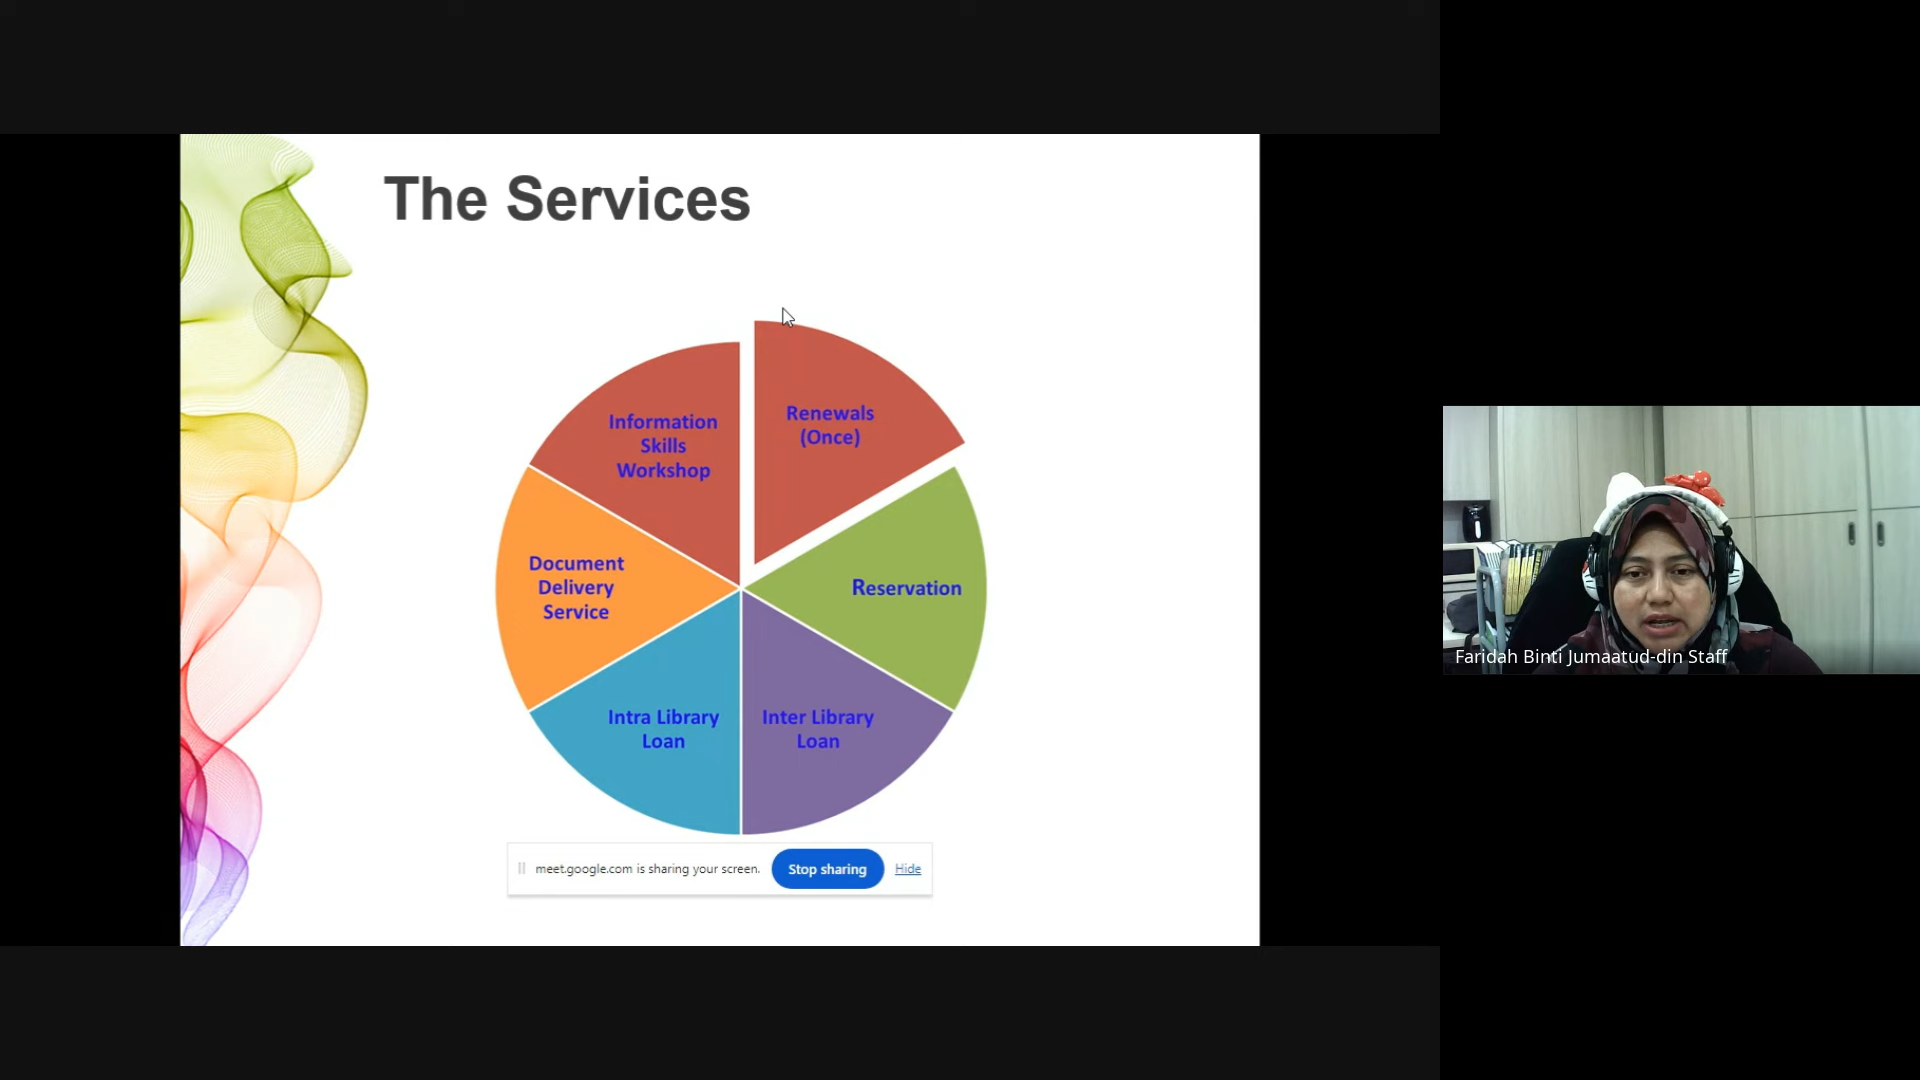 The Services
Renewals
(Once)
Information
Skills
Workshop
Document
Delivery
Service
Reservation
Intra Library
Loan
Inter Library
Loan
meet.google.com is sharing your screen. Stop sharing Hide
Faridah Binti Jumaatud-din Staff